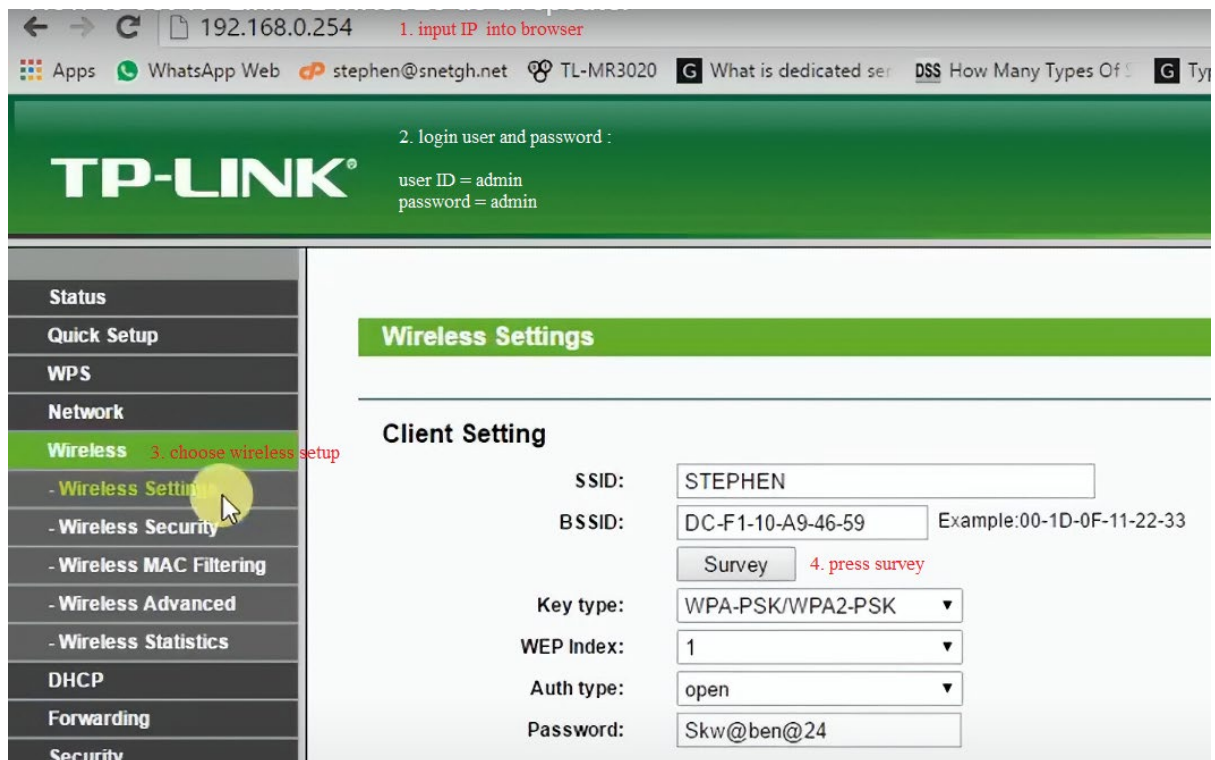 192.168.0.254 1. input IP into browser
Apps WhatsApp Web stephen@snetgh.net TL-MR3020 What is dedicated ser DSS How Many Types Of S G Typ
2. login user and password :
TP-LINK®
user ID = admin
password = admin
Status
Quick Setup
WPS
Network
Wireless 3. choose wireless setup
- Wireless Settings
- Wireless Security
- Wireless MAC Filtering
- Wireless Advanced
- Wireless Statistics
DHCP
Forwarding
Security
Wireless Settings
Client Setting
SSID: STEPHEN
BSSID: DC-F1-10-A9-46-59 Example:00-1D-0F-11-22-33
Survey 4. press survey
Key type: WPA-PSK/WPA2-PSK
WEP Index: 1
Auth type: open
Password: Skw@ben@24